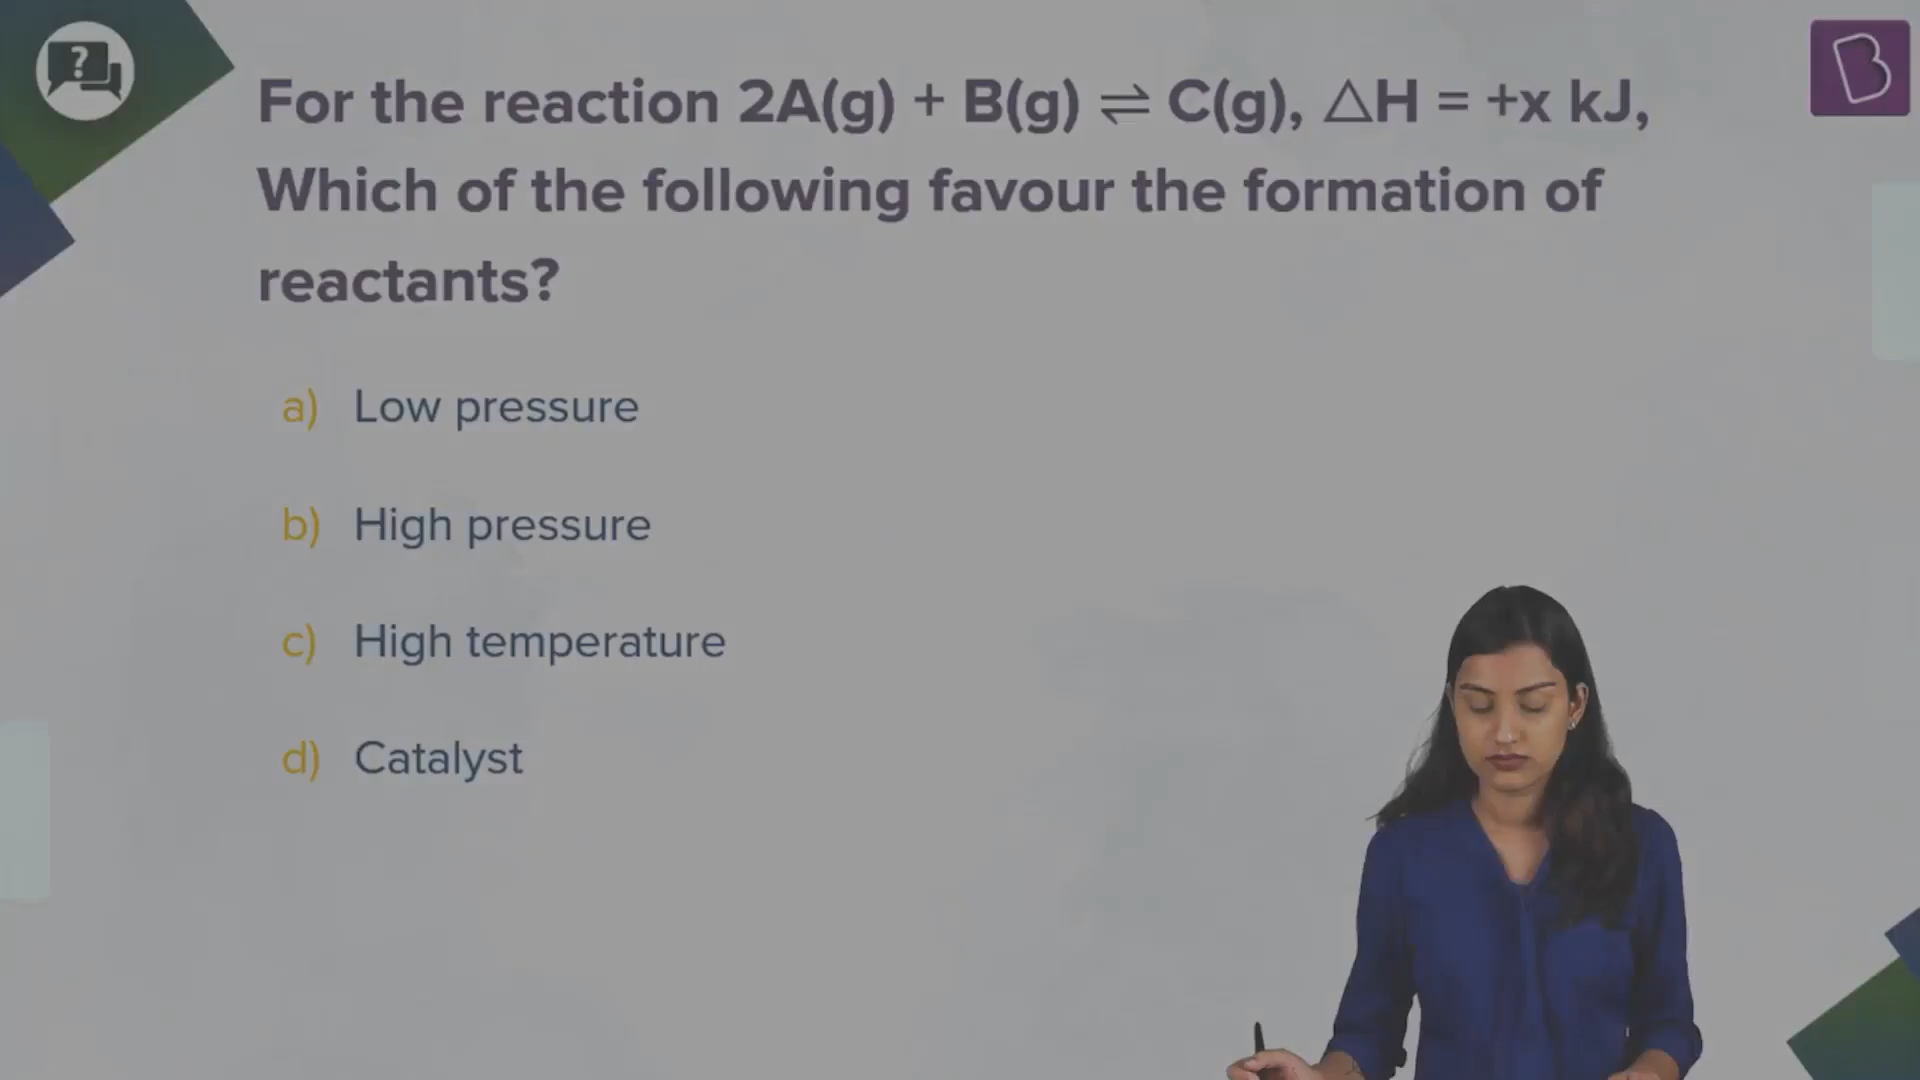 ?
For the reaction 2A(g) + B(g) ⇌ C(g), △H = +x kJ,
Which of the following favour the formation of
reactants?
a) Low pressure
b) High pressure
c) High temperature
d) Catalyst
B